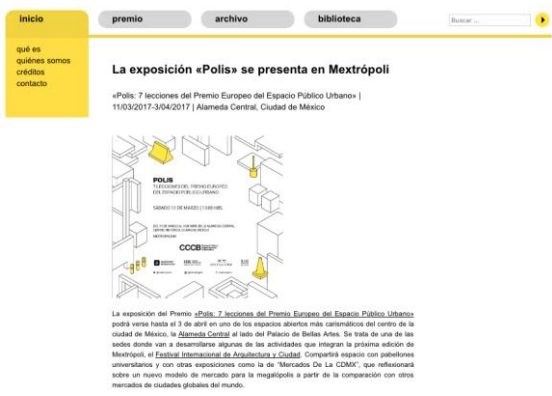 inicio
premio
archivo
biblioteca
Buscar ...
qué es
quiénes somos
créditos
contacto
La exposición «Polis» se presenta en Mextrópoli
«Polis: 7 lecciones del Premio Europeo del Espacio Público Urbano» |
11/03/2017-3/04/2017 | Alameda Central, Ciudad de México
POLIS
7 LECCIONES DEL PREMIO EUROPEO
DEL ESPACIO PÚBLICO URBANO
SÁBADO 11 DE MARZO | 11:00 HRS.
CCCB
La exposición del Premio «Polis: 7 lecciones del Premio Europeo del Espacio Público Urbano»
podrá verse hasta el 3 de abril en uno de los espacios abiertos más carismáticos del centro de la
ciudad de México, la Alameda Central al lado del Palacio de Bellas Artes. Se trata de una de las
sedes donde van a desarrollarse algunas de las actividades que integran la próxima edición de
Mextrópoli, el Festival Internacional de Arquitectura y Ciudad. Compartirá espacio con pabellones
universitarios y con otras exposiciones como la de "Mercados De La CDMX", que reflexionará
sobre un nuevo modelo de mercado para la megalópolis a partir de la comparación con otros
mercados de ciudades globales del mundo.